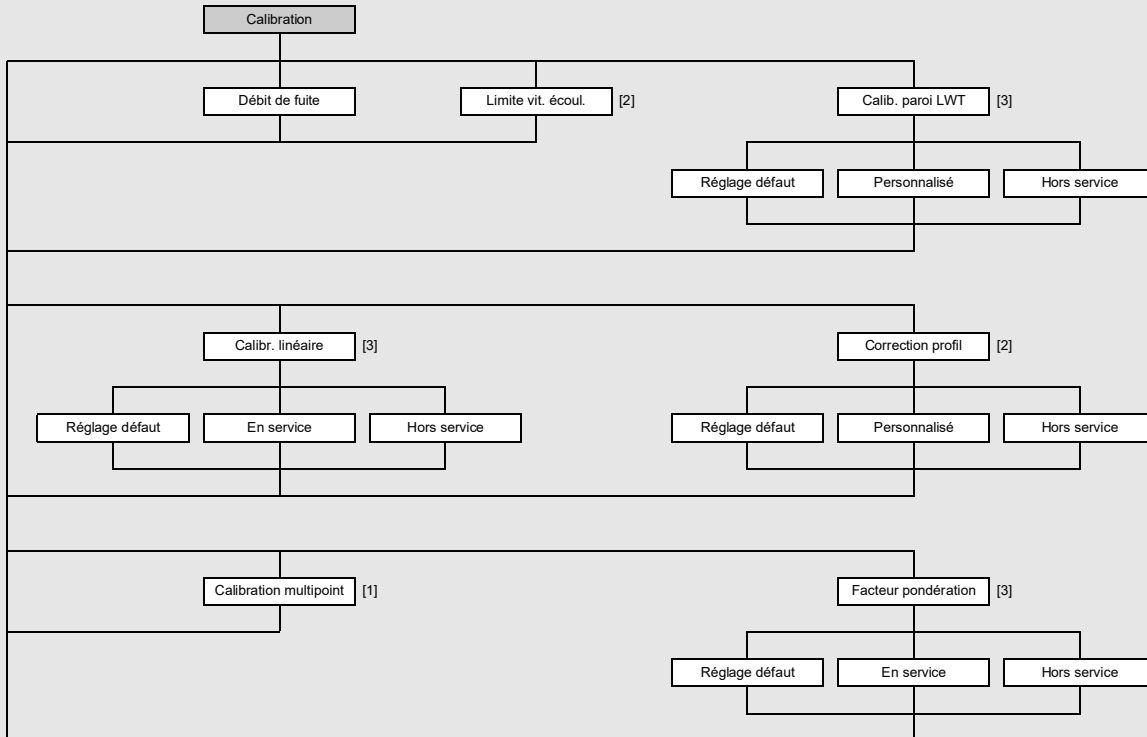 Calibration
Débit de fuite
Limite vit. écoul. [2]
Calib. paroi LWT [3]
Réglage défaut
Personnalisé
Hors service
Calibr. linéaire [3]
Correction profil [2]
Réglage défaut
En service
Hors service
Réglage défaut
Personnalisé
Hors service
Calibration multipoint [1]
Facteur pondération [3]
Réglage défaut
En service
Hors service